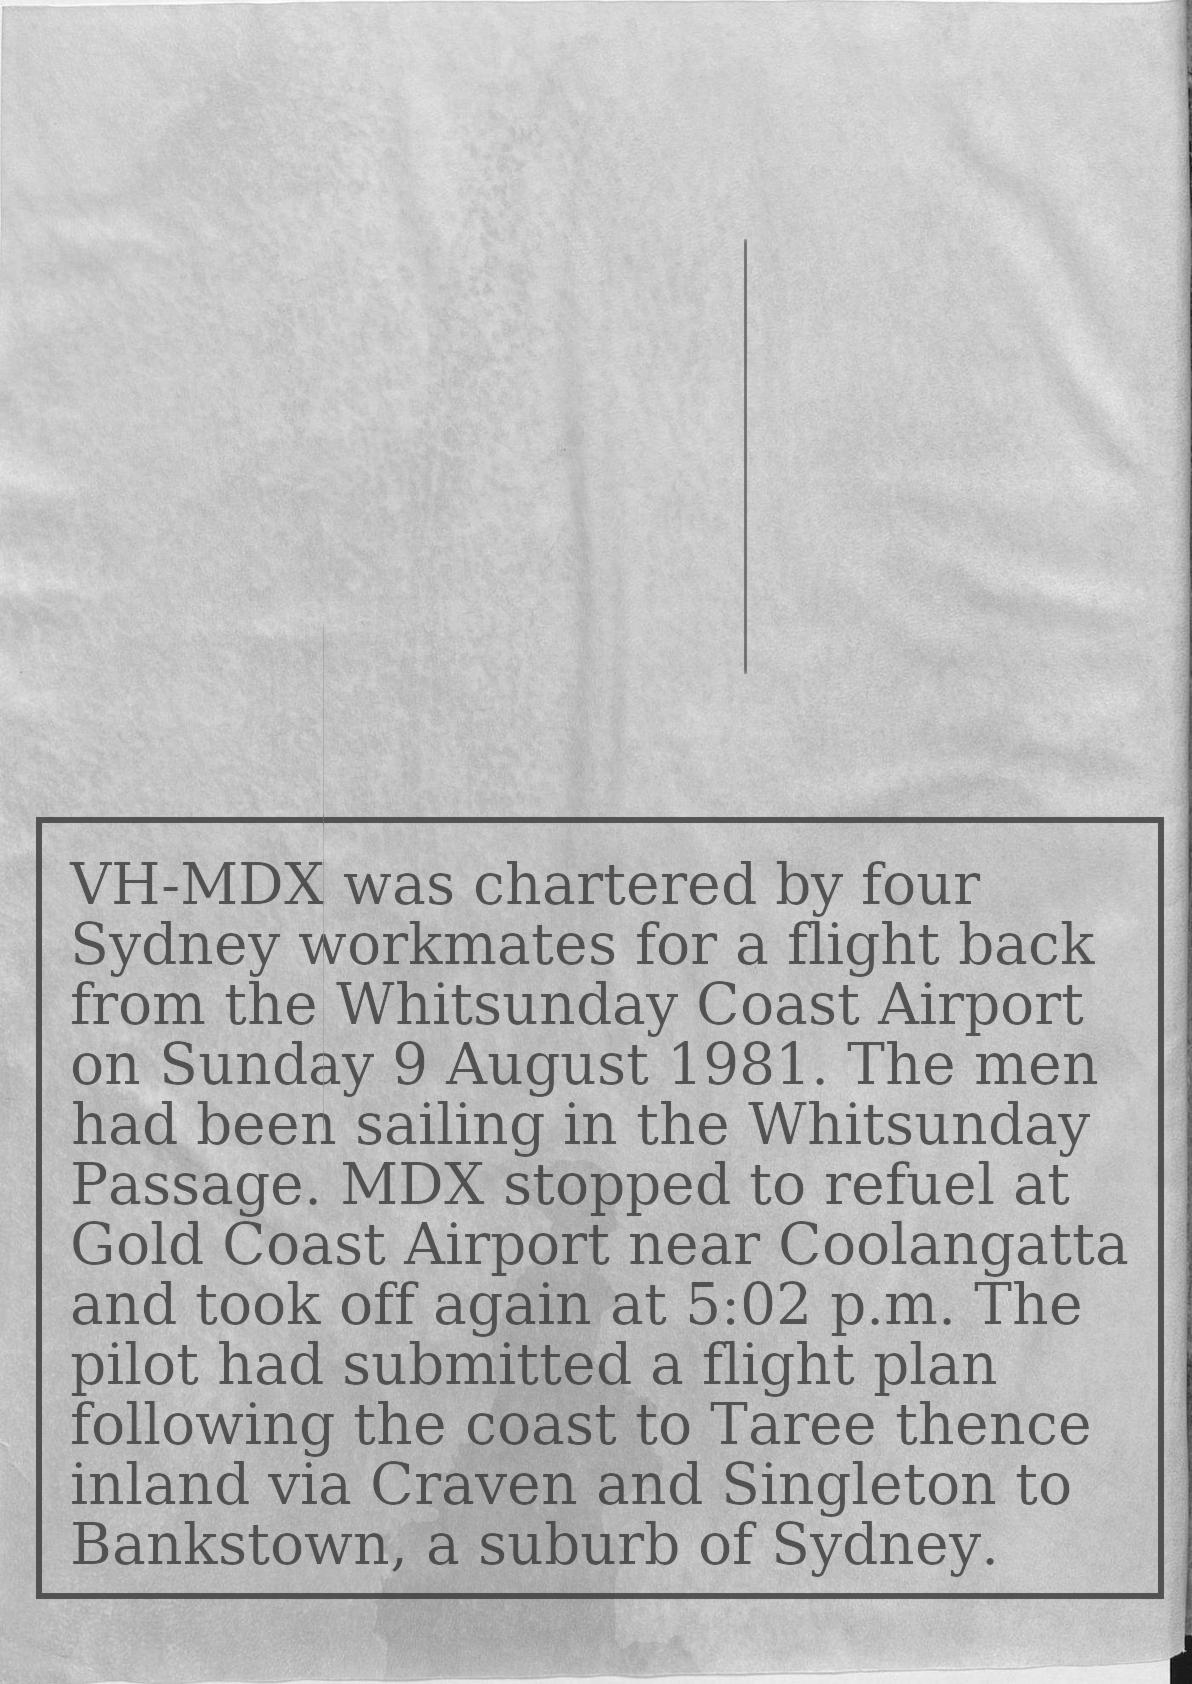 VH-MDX was chartered by four
Sydney workmates for a flight back
from the Whitsunday Coast Airport
on Sunday 9 August 1981. The men
had been sailing in the Whitsunday
Passage. MDX stopped to refuel at
Gold Coast Airport near Coolangatta
and took off again at 5:02 p.m. The
pilot had submitted a flight plan
following the coast to Taree thence
inland via Craven and Singleton to
Bankstown, a suburb of Sydney.